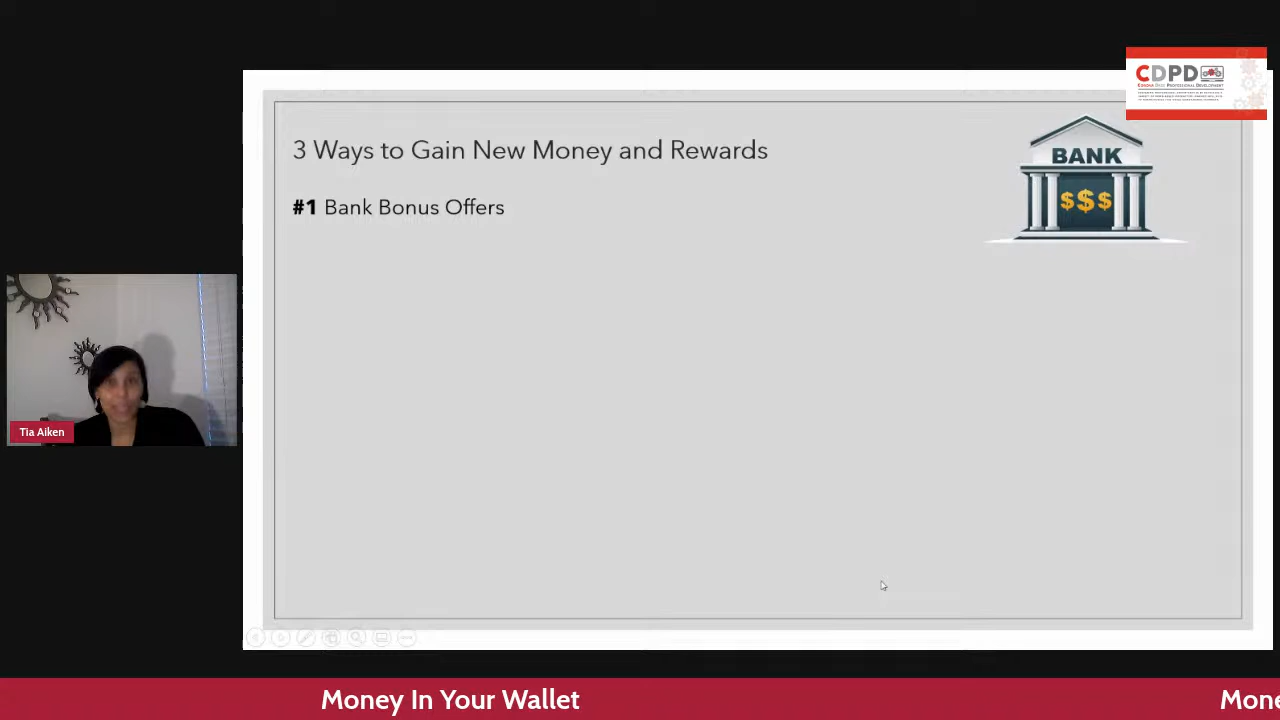 CDPD
3 Ways to Gain New Money and Rewards
BANK
$$$
#1 Bank Bonus Offers
Tia Aiken
Money In Your Wallet
Mone